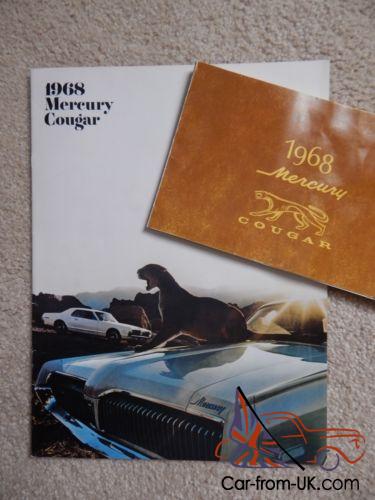 1968
Mercury
Cougar
1968
Mercury
COUGAR
Mercury
Car-from-UK.com